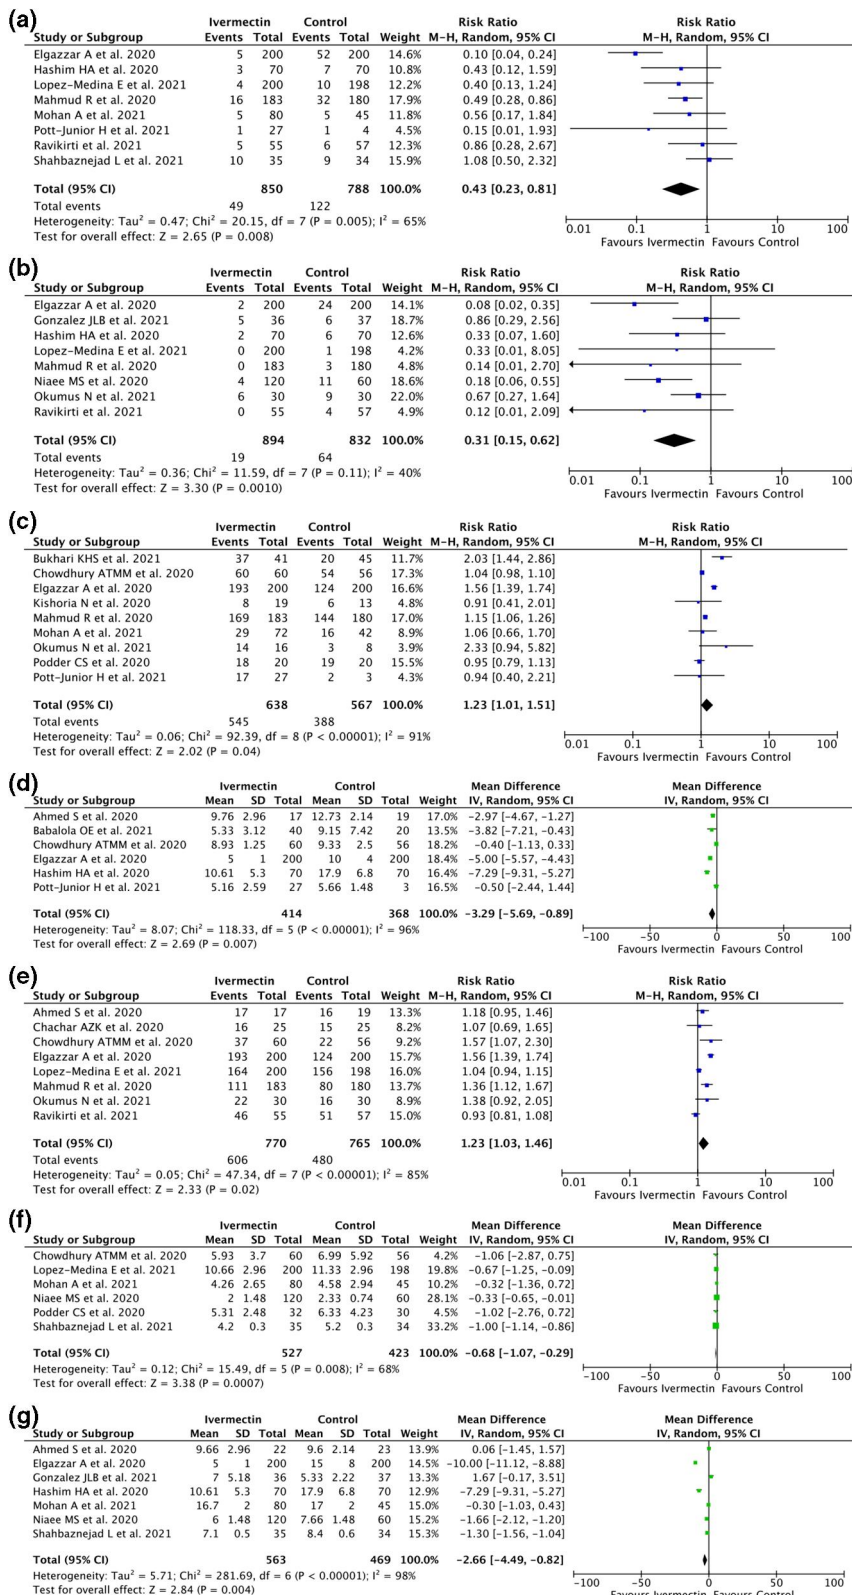 (a)
Ivermectin Control Risk Ratio Risk Ratio
Study or Subgroup Events Total Events Total Weight M-H, Random, 95% CI M-H, Random, 95% CI
Elgazzar A et al. 2020 5 200 52 200 14.6% 0.10 [0.04, 0.24]
Hashim HA et al. 2020 3 70 7 70 10.8% 0.43 [0.12, 1.59]
Lopez-Medina E et al. 2021 4 200 10 198 12.2% 0.40 [0.13, 1.24]
Mahmud R et al. 2020 16 183 32 180 17.9% 0.49 [0.28, 0.86]
Mohan A et al. 2021 5 80 5 45 11.8% 0.56 [0.17, 1.84]
Pott-Junior H et al. 2021 1 27 1 4 4.5% 0.15 [0.01, 1.93]
Ravikirti et al. 2021 5 55 6 57 12.3% 0.86 [0.28, 2.67]
Shahbaznejad L et al. 2021 10 35 9 34 15.9% 1.08 [0.50, 2.32]
Total (95% CI) 850 788 100.0% 0.43 [0.23, 0.81]
Total events 49 122
Heterogeneity: Tau² = 0.47; Chi² = 20.15, df = 7 (P = 0.005); I² = 65%
Test for overall effect: Z = 2.65 (P = 0.008)
0.01 0.1 1 10 100
Favours Ivermectin Favours Control
(b)
Ivermectin Control Risk Ratio Risk Ratio
Study or Subgroup Events Total Events Total Weight M-H, Random, 95% CI M-H, Random, 95% CI
Elgazzar A et al. 2020 2 200 24 200 14.1% 0.08 [0.02, 0.35]
Gonzalez JLB et al. 2021 5 36 6 37 18.7% 0.86 [0.29, 2.56]
Hashim HA et al. 2020 2 70 6 70 12.6% 0.33 [0.07, 1.60]
Lopez-Medina E et al. 2021 0 200 1 198 4.2% 0.33 [0.01, 8.05]
Mahmud R et al. 2020 0 183 3 180 4.8% 0.14 [0.01, 2.70]
Niaee MS et al. 2020 4 120 11 60 18.6% 0.18 [0.06, 0.55]
Okumus N et al. 2021 6 30 9 30 22.0% 0.67 [0.27, 1.64]
Ravikirti et al. 2021 0 55 4 57 4.9% 0.12 [0.01, 2.09]
Total (95% CI) 894 832 100.0% 0.31 [0.15, 0.62]
Total events 19 64
Heterogeneity: Tau² = 0.36; Chi² = 11.59, df = 7 (P = 0.11); I² = 40%
Test for overall effect: Z = 3.30 (P = 0.0010)
0.01 0.1 1 10 100
Favours Ivermectin Favours Control
(c)
Ivermectin Control Risk Ratio Risk Ratio
Study or Subgroup Events Total Events Total Weight M-H, Random, 95% CI M-H, Random, 95% CI
Bukhari KHS et al. 2021 37 41 20 45 11.7% 2.03 [1.44, 2.86]
Chowdhury ATMM et al. 2020 60 60 54 56 17.3% 1.04 [0.98, 1.10]
Elgazzar A et al. 2020 193 200 124 200 16.6% 1.56 [1.39, 1.74]
Kishoria N et al. 2020 8 19 6 13 4.8% 0.91 [0.41, 2.01]
Mahmud R et al. 2020 169 183 144 180 17.0% 1.15 [1.06, 1.26]
Mohan A et al. 2021 29 72 16 42 8.9% 1.06 [0.66, 1.70]
Okumus N et al. 2021 14 16 3 8 3.9% 2.33 [0.94, 5.82]
Podder CS et al. 2020 18 20 19 20 15.5% 0.95 [0.79, 1.13]
Pott-Junior H et al. 2021 17 27 2 3 4.2% 0.94 [0.40, 2.21]
Total (95% CI) 638 567 100.0% 1.23 [1.01, 1.51]
Total events 545 388
Heterogeneity: Tau² = 0.06; Chi² = 92.39, df = 8 (P < 0.00001); I² = 91%
Test for overall effect: Z = 2.02 (P = 0.04)
0.01 0.1 1 10 100
Favours Ivermectin Favours Control
(d)
Ivermectin Control Mean Difference Mean Difference
Study or Subgroup Mean SD Total Mean SD Total Weight IV, Random, 95% CI IV, Random, 95% CI
Ahmed S et al. 2020 9.76 2.96 17 12.73 2.14 19 17.0% -2.97 [-4.67, -1.27]
Babalola OE et al. 2021 5.33 3.12 40 9.15 7.42 20 13.5% -3.82 [-7.21, -0.43]
Chowdhury ATMM et al. 2020 8.93 1.25 60 9.33 2.5 56 18.2% -0.40 [-1.13, 0.33]
Elgazzar A et al. 2020 5 1 200 10 4 200 18.3% -5.00 [-5.57, -4.43]
Hashim HA et al. 2020 10.61 5.3 70 17.9 6.8 70 16.4% -7.29 [-9.31, -5.27]
Pott-Junior H et al. 2021 5.16 2.59 27 5.66 1.48 3 16.6% -0.50 [-2.44, 1.44]
Total (95% CI) 414 368 100.0% -3.29 [-5.69, -0.89]
Heterogeneity: Tau² = 8.07; Chi² = 118.33, df = 5 (P < 0.00001); I² = 96%
Test for overall effect: Z = 2.69 (P = 0.007)
-100 -50 0 50 100
Favours Ivermectin Favours Control
(e)
Ivermectin Control Risk Ratio Risk Ratio
Study or Subgroup Events Total Events Total Weight M-H, Random, 95% CI M-H, Random, 95% CI
Ahmed S et al. 2020 17 17 16 19 13.3% 1.18 [0.95, 1.46]
Chachar AZK et al. 2020 16 25 15 25 8.2% 1.07 [0.69, 1.65]
Chowdhury ATMM et al. 2020 37 60 22 56 9.2% 1.57 [1.07, 2.30]
Elgazzar A et al. 2020 193 200 124 200 15.7% 1.56 [1.39, 1.74]
Lopez-Medina E et al. 2021 164 200 156 198 16.0% 1.04 [0.94, 1.15]
Mahmud R et al. 2020 111 183 80 180 13.7% 1.36 [1.12, 1.67]
Okumus N et al. 2021 22 30 16 30 8.9% 1.38 [0.92, 2.05]
Ravikirti et al. 2021 46 55 51 57 15.0% 0.93 [0.81, 1.08]
Total (95% CI) 770 765 100.0% 1.23 [1.03, 1.46]
Total events 606 480
Heterogeneity: Tau² = 0.05; Chi² = 47.34, df = 7 (P < 0.00001); I² = 85%
Test for overall effect: Z = 2.33 (P = 0.02)
0.01 0.1 1 10 100
Favours Ivermectin Favours Control
(f)
Ivermectin Control Mean Difference Mean Difference
Study or Subgroup Mean SD Total Mean SD Total Weight IV, Random, 95% CI IV, Random, 95% CI
Chowdhury ATMM et al. 2020 5.93 3.7 60 6.99 5.92 56 4.2% -1.06 [-2.87, 0.75]
Lopez-Medina E et al. 2021 10.66 2.96 200 11.33 2.96 198 19.8% -0.67 [-1.25, -0.09]
Mohan A et al. 2021 4.26 2.65 80 4.58 2.94 45 10.1% -0.32 [-1.36, 0.72]
Niaee MS et al. 2020 2 1.48 120 2.33 0.74 60 28.1% -0.33 [-0.65, -0.01]
Podder CS et al. 2020 5.31 2.48 32 6.33 4.23 30 4.5% -1.02 [-2.76, 0.72]
Shahbaznejad L et al. 2021 4.2 0.3 35 5.2 0.3 34 33.2% -1.00 [-1.14, -0.86]
Total (95% CI) 527 423 100.0% -0.68 [-1.07, -0.29]
Heterogeneity: Tau² = 0.12; Chi² = 15.49, df = 5 (P = 0.008); I² = 68%
Test for overall effect: Z = 3.38 (P = 0.0007)
-100 -50 0 50 100
Favours Ivermectin Favours Control
(g)
Ivermectin Control Mean Difference Mean Difference
Study or Subgroup Mean SD Total Mean SD Total Weight IV, Random, 95% CI IV, Random, 95% CI
Ahmed S et al. 2020 9.66 2.96 22 9.6 2.14 23 13.9% 0.06 [-1.45, 1.57]
Elgazzar A et al. 2020 5 1 200 15 8 200 14.5% -10.00 [-11.12, -8.88]
Gonzalez JLB et al. 2021 7 5.18 36 5.33 2.22 37 13.3% 1.67 [-0.17, 3.51]
Hashim HA et al. 2020 10.61 5.3 70 17.9 6.8 70 12.9% -7.29 [-9.31, -5.27]
Mohan A et al. 2021 16.7 2 80 17 2 45 14.8% -0.30 [-1.03, 0.43]
Niaee MS et al. 2020 6 1.48 120 7.66 1.48 60 15.2% -1.66 [-2.12, -1.20]
Shahbaznejad L et al. 2021 7.1 0.5 35 8.4 0.6 34 15.3% -1.30 [-1.56, -1.04]
Total (95% CI) 563 469 100.0% -2.66 [-4.49, -0.82]
Heterogeneity: Tau² = 5.71; Chi² = 281.69, df = 6 (P < 0.00001); I² = 98%
Test for overall effect: Z = 2.84 (P = 0.004)
-100 -50 0 50 100
Favours Ivermectin Favours Control